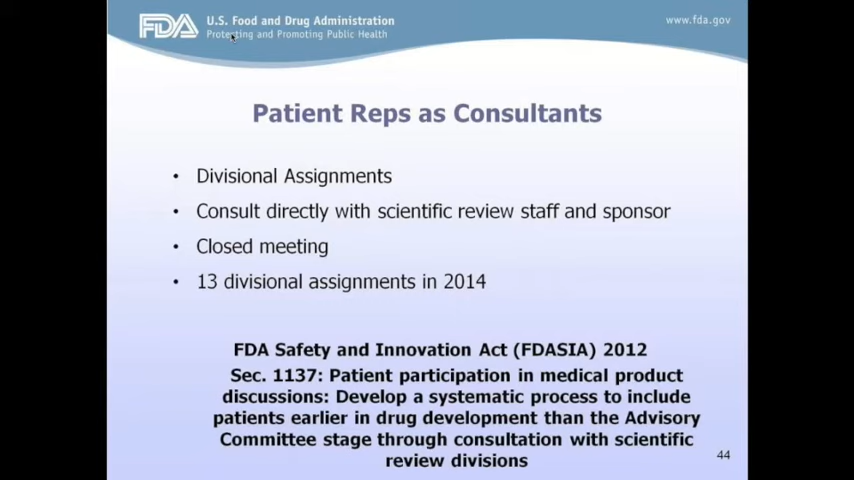 FDA U.S. Food and Drug Administration
Protecting and Promoting Public Health
www.fda.gov
Patient Reps as Consultants
• Divisional Assignments
• Consult directly with scientific review staff and sponsor
• Closed meeting
• 13 divisional assignments in 2014
FDA Safety and Innovation Act (FDASIA) 2012
Sec. 1137: Patient participation in medical product
discussions: Develop a systematic process to include
patients earlier in drug development than the Advisory
Committee stage through consultation with scientific
review divisions
44